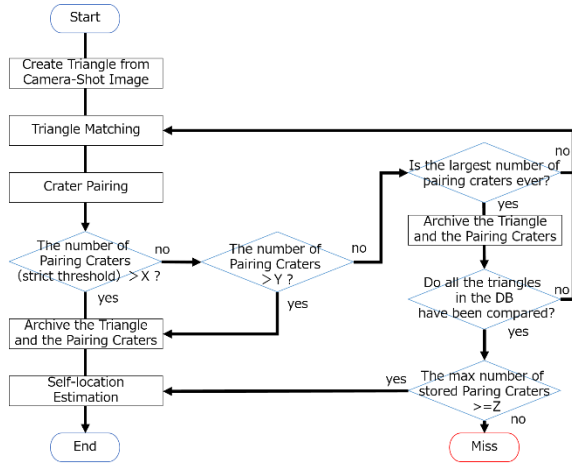 Start
Create Triangle from
Camera-Shot Image
Triangle Matching
Crater Pairing
The number of
Pairing Craters
(strict threshold) >X ?
no
yes
The number of
Pairing Craters
>Y ?
no
yes
Archive the Triangle
and the Pairing Craters
Self-location
Estimation
End
Is the largest number of
pairing craters ever?
no
yes
Archive the Triangle
and the Pairing Craters
Do all the triangles
in the DB
have been compared?
no
yes
The max number of
stored Paring Craters
>=Z
yes
no
Miss